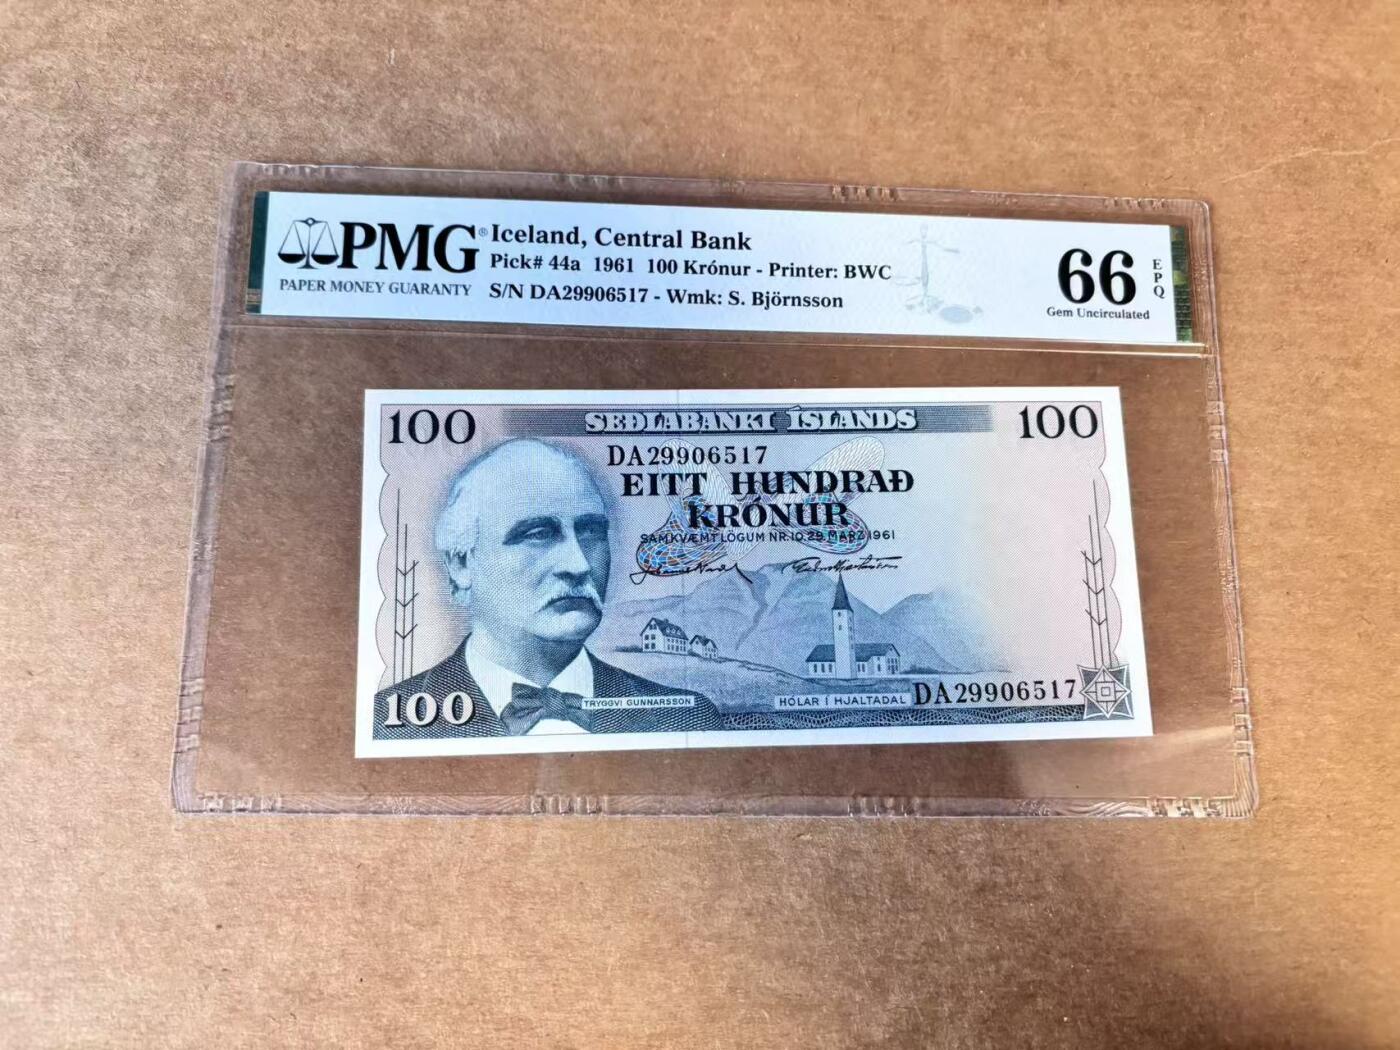 PMG®
PAPER MONEY GUARANTY
Iceland, Central Bank
Pick# 44a 1961 100 Krónur - Printer: BWC
S/N DA29906517 - Wmk: S. Björnsson
66
EPQ
Gem Uncirculated
100
SEÐLABANKI ÍSLANDS
100
DA29906517
EITT HUNDRAÐ
KRÓNUR
SAMKVÆMT LÖGUM NR. 10, 29. MARZ 1961
100
TRYGGVI GUNNARSSON
HÓLAR Í HJALTADAL
DA29906517